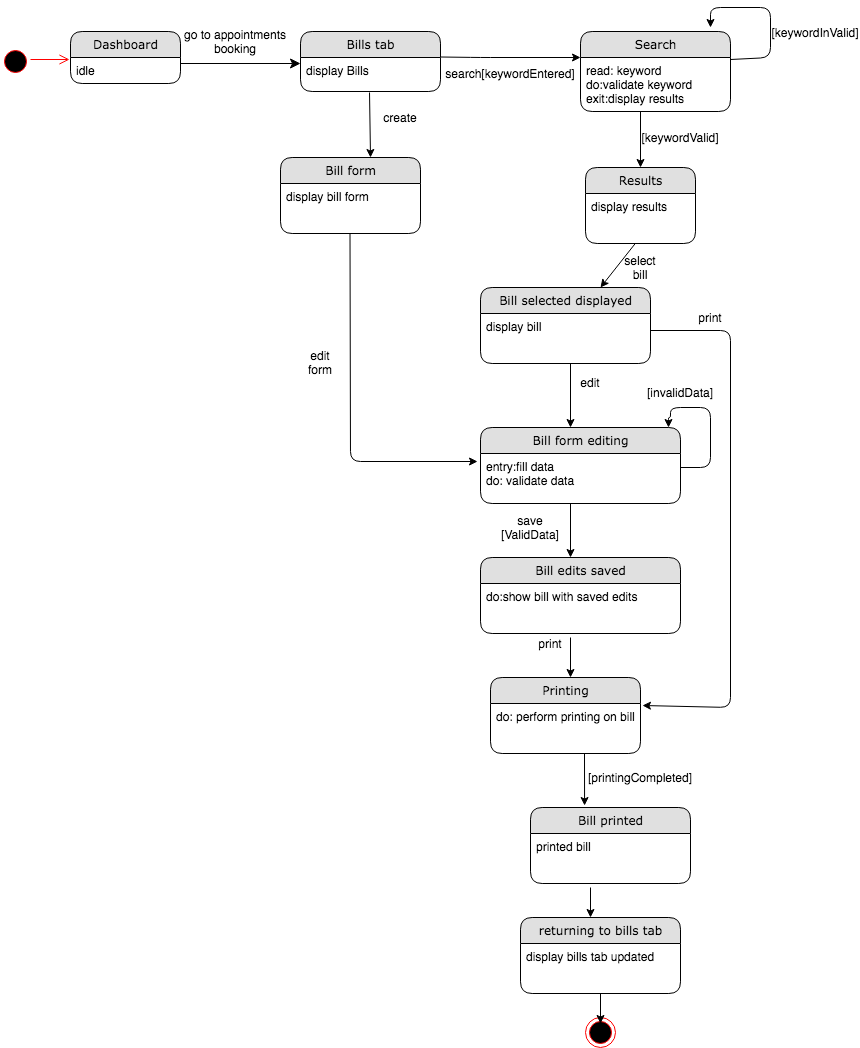 Dashboard
idle
go to appointments
booking
Bills tab
display Bills
search[keywordEntered]
Search
read: keyword
do:validate keyword
exit:display results
[keywordInValid]
create
[keywordValid]
Bill form
display bill form
Results
display results
select
bill
Bill selected displayed
display bill
print
edit
form
edit
[invalidData]
Bill form editing
entry:fill data
do: validate data
save
[ValidData]
Bill edits saved
do:show bill with saved edits
print
Printing
do: perform printing on bill
[printingCompleted]
Bill printed
printed bill
returning to bills tab
display bills tab updated